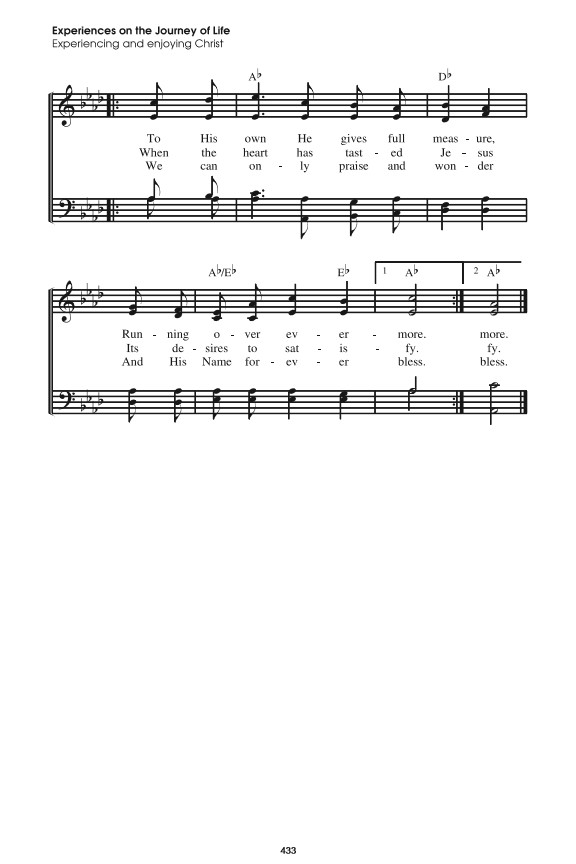 Experiences on the Journey of Life
Experiencing and enjoying Christ
A♭ D♭
To His own He gives full meas - ure,
When the heart has tast - ed Je - sus
We can on - ly praise and won - der
A♭/E♭ E♭ 1 A♭ 2 A♭
Run - ning o - ver ev - er - more. more.
Its de - sires to sat - is - fy. fy.
And His Name for - ev - er bless. bless.
433